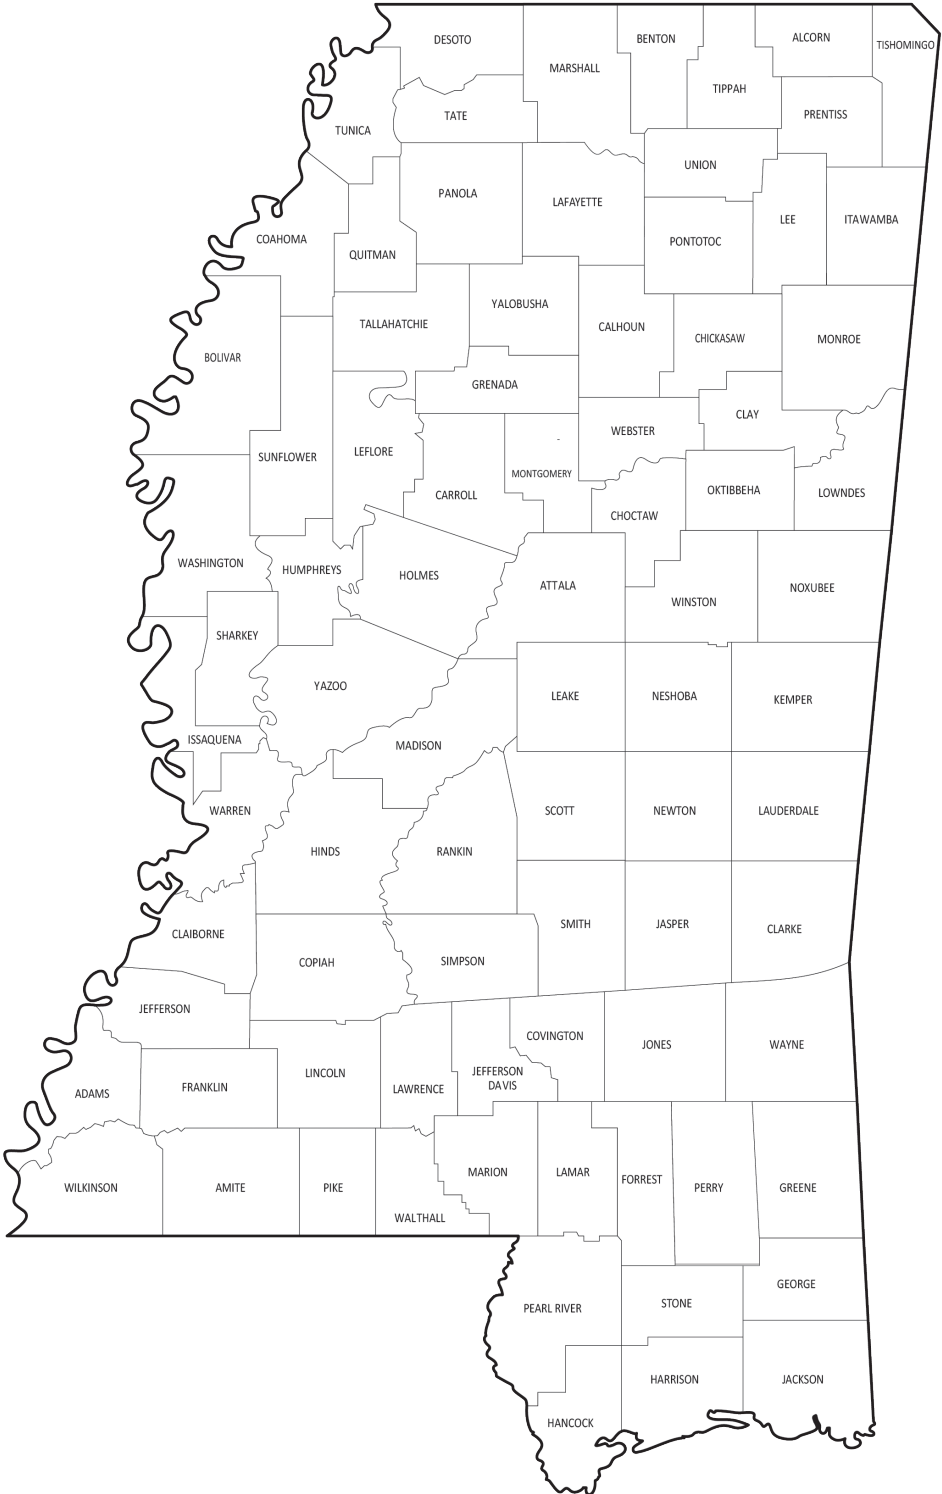 DESOTO
BENTON
ALCORN
TISHOMINGO
MARSHALL
TIPPAH
PRENTISS
TATE
TUNICA
UNION
PANOLA
LAFAYETTE
LEE
ITAWAMBA
COAHOMA
PONTOTOC
QUITMAN
YALOBUSHA
TALLAHATCHIE
CALHOUN
CHICKASAW
MONROE
BOLIVAR
GRENADA
CLAY
WEBSTER
SUNFLOWER
LEFLORE
MONTGOMERY
CARROLL
OKTIBBEHA
LOWNDES
CHOCTAW
WASHINGTON
HUMPHREYS
HOLMES
ATTALA
NOXUBEE
WINSTON
SHARKEY
YAZOO
LEAKE
NESHOBA
KEMPER
ISSAQUENA
MADISON
WARREN
SCOTT
NEWTON
LAUDERDALE
HINDS
RANKIN
CLAIBORNE
SMITH
JASPER
CLARKE
COPIAH
SIMPSON
JEFFERSON
COVINGTON
JONES
WAYNE
LINCOLN
JEFFERSON
DAVIS
ADAMS
FRANKLIN
LAWRENCE
WILKINSON
AMITE
PIKE
WALTHALL
MARION
LAMAR
FORREST
PERRY
GREENE
GEORGE
PEARL RIVER
STONE
HARRISON
JACKSON
HANCOCK